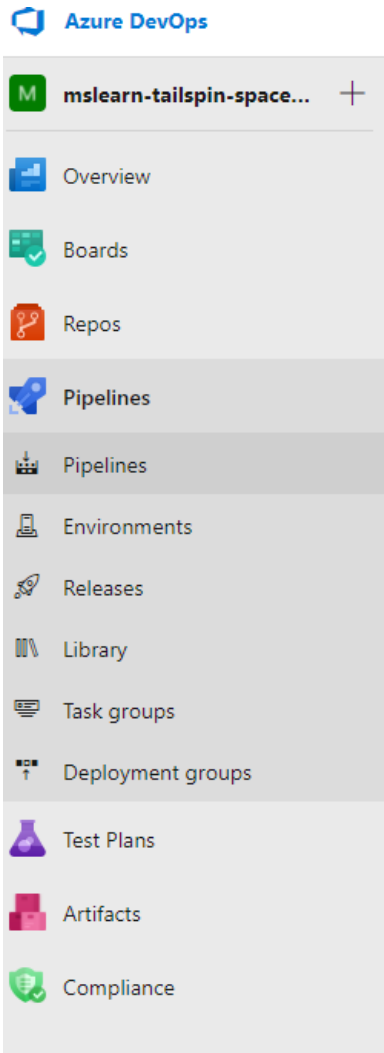 Azure DevOps
M mslearn-tailspin-space... +
Overview
Boards
Repos
Pipelines
Pipelines
Environments
Releases
Library
Task groups
Deployment groups
Test Plans
Artifacts
Compliance